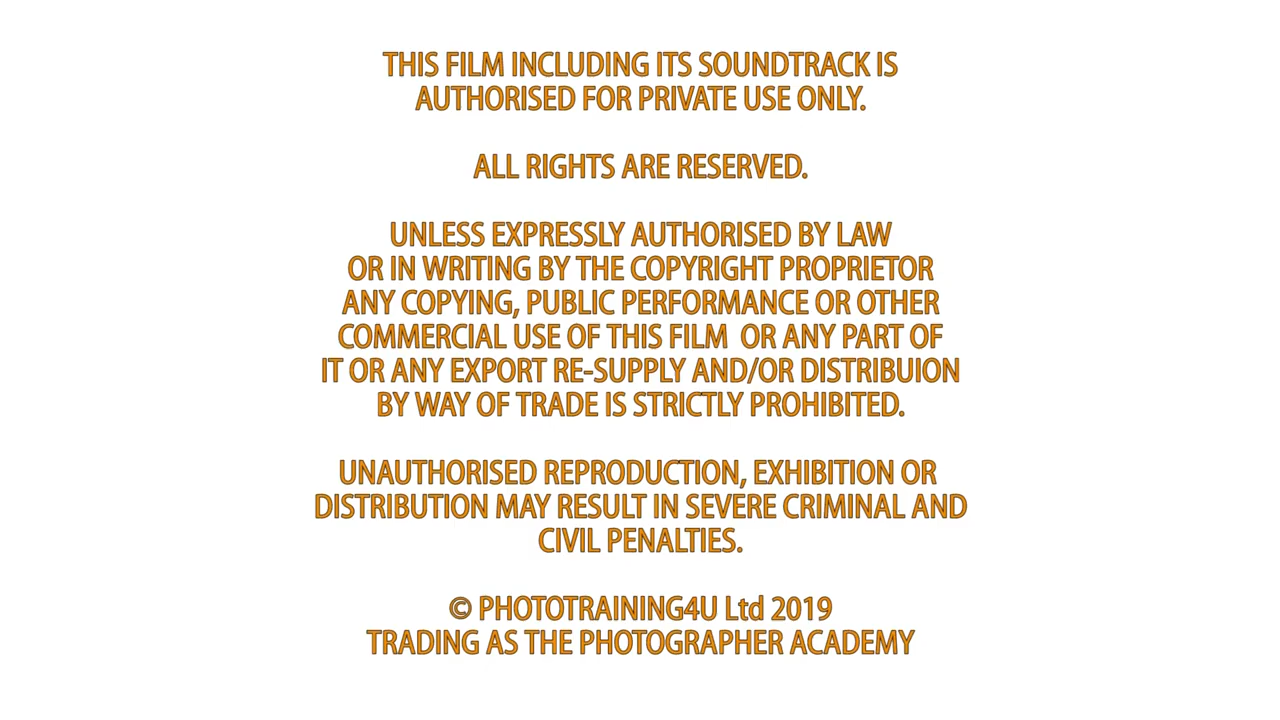 THIS FILM INCLUDING ITS SOUNDTRACK IS
AUTHORISED FOR PRIVATE USE ONLY.
ALL RIGHTS ARE RESERVED.
UNLESS EXPRESSLY AUTHORISED BY LAW
OR IN WRITING BY THE COPYRIGHT PROPRIETOR
ANY COPYING, PUBLIC PERFORMANCE OR OTHER
COMMERCIAL USE OF THIS FILM  OR ANY PART OF
IT OR ANY EXPORT RE-SUPPLY AND/OR DISTRIBUION
BY WAY OF TRADE IS STRICTLY PROHIBITED.
UNAUTHORISED REPRODUCTION, EXHIBITION OR
DISTRIBUTION MAY RESULT IN SEVERE CRIMINAL AND
CIVIL PENALTIES.
© PHOTOTRAINING4U Ltd 2019
TRADING AS THE PHOTOGRAPHER ACADEMY